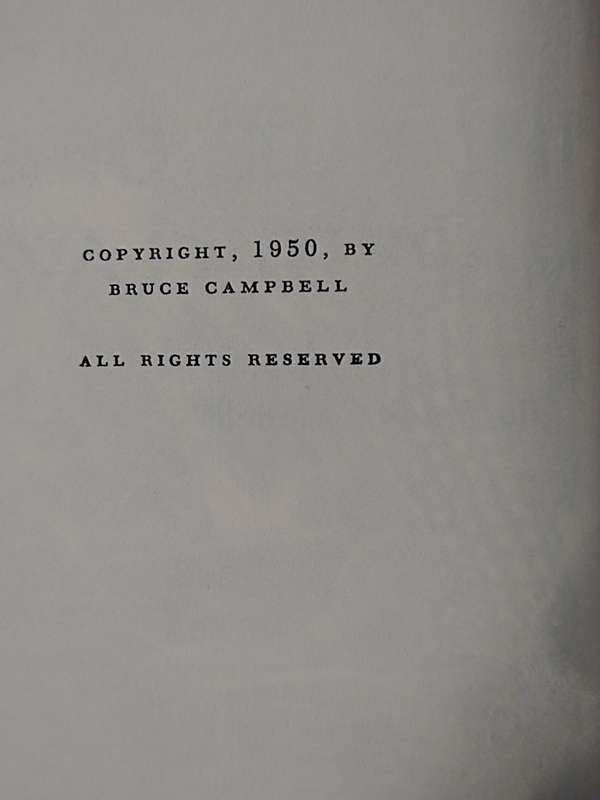 COPYRIGHT, 1950, BY
BRUCE CAMPBELL
ALL RIGHTS RESERVED